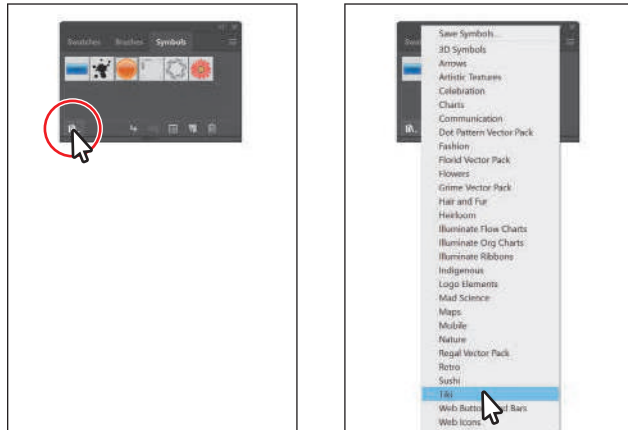 Swatches Brushes Symbols
Save Symbols...
3D Symbols
Arrows
Artistic Textures
Celebration
Charts
Communication
Dot Pattern Vector Pack
Fashion
Florid Vector Pack
Flowers
Grime Vector Pack
Hair and Fur
Heirloom
Illuminate Flow Charts
Illuminate Org Charts
Illuminate Ribbons
Indigenous
Logo Elements
Mad Science
Maps
Mobile
Nature
Regal Vector Pack
Retro
Sushi
Tiki
Web Bars
Web Icons